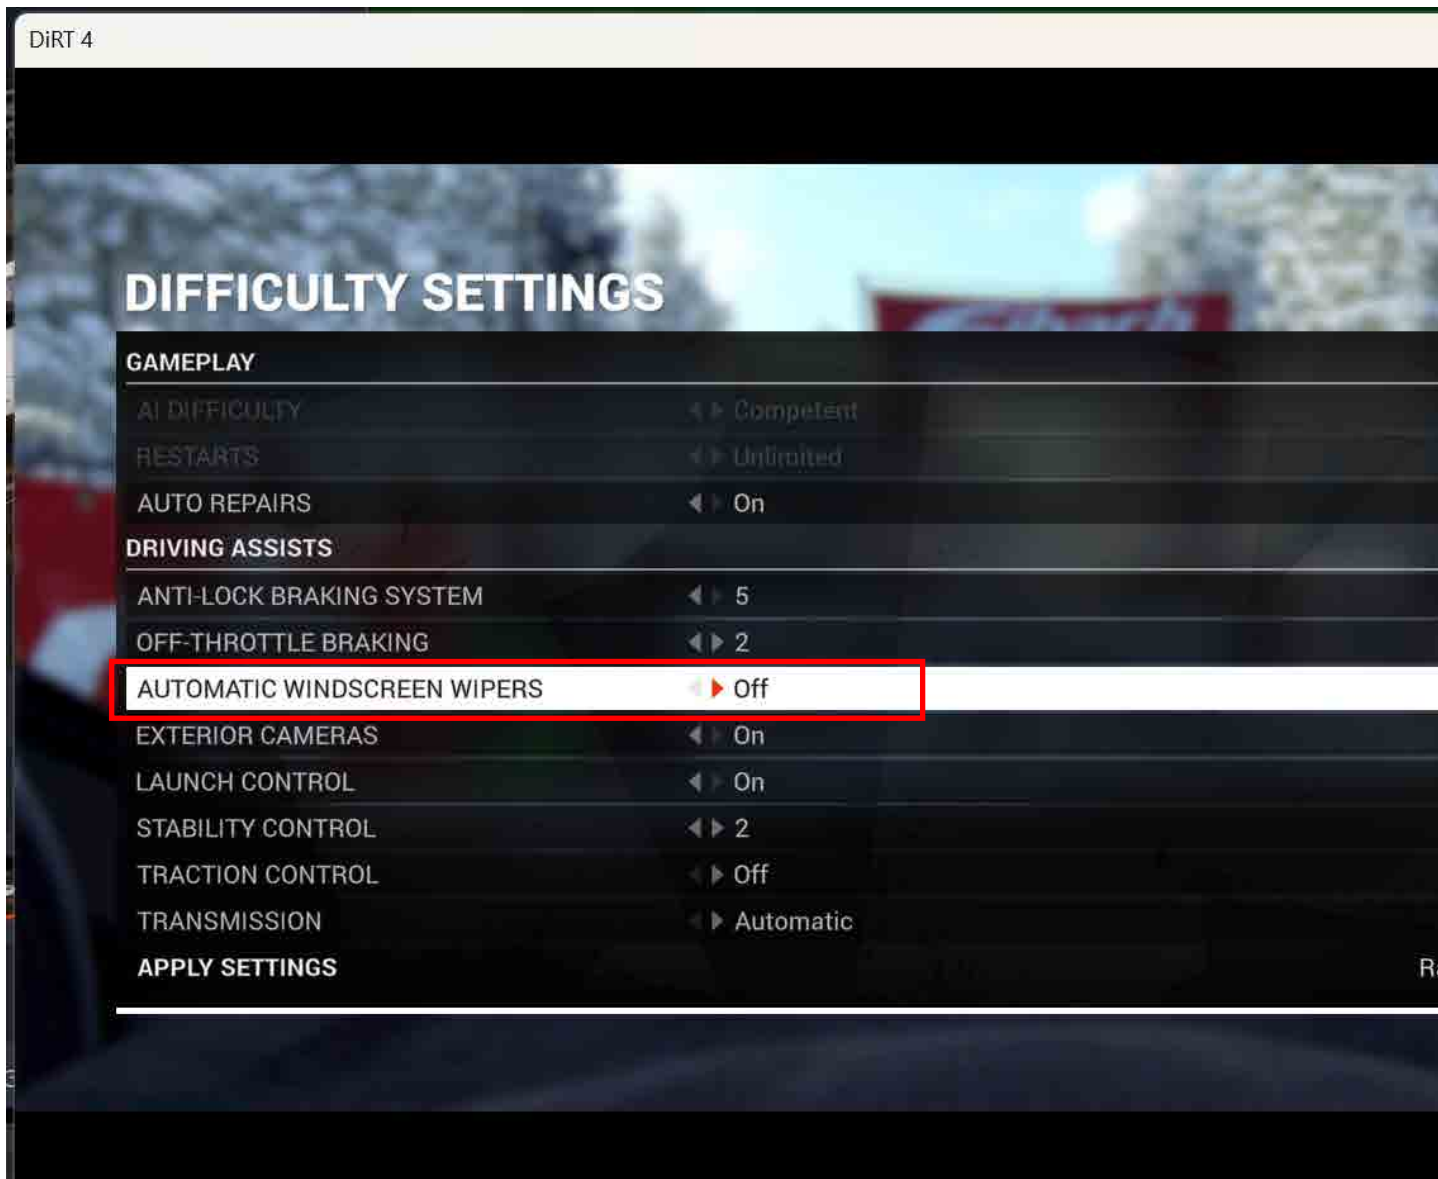 DiRT 4
DIFFICULTY SETTINGS
GAMEPLAY
AI DIFFICULTY Competent
RESTARTS Unlimited
AUTO REPAIRS On
DRIVING ASSISTS
ANTI-LOCK BRAKING SYSTEM 5
OFF-THROTTLE BRAKING 2
AUTOMATIC WINDSCREEN WIPERS Off
EXTERIOR CAMERAS On
LAUNCH CONTROL On
STABILITY CONTROL 2
TRACTION CONTROL Off
TRANSMISSION Automatic
APPLY SETTINGS